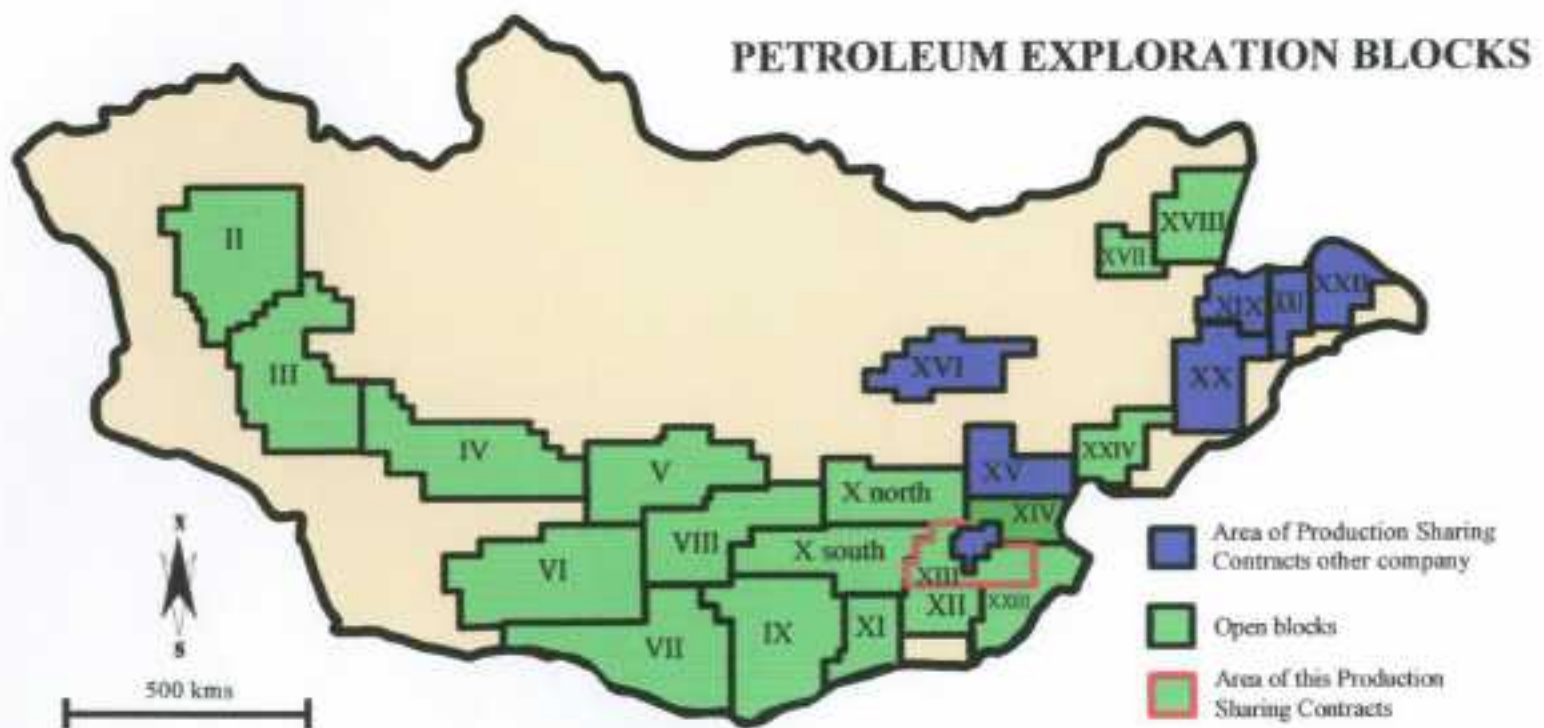 PETROLEUM EXPLORATION BLOCKS
XVIII
II
XVII
XXII
XIX
XXI
XVI
III
XX
IV
V
XXIV
XV
X north
XIV
VIII
X south
VI
XIII
XII
XXIII
IX
XI
VII
N
S
500 kms
Area of Production Sharing
Contracts other company
Open blocks
Area of this Production
Sharing Contracts